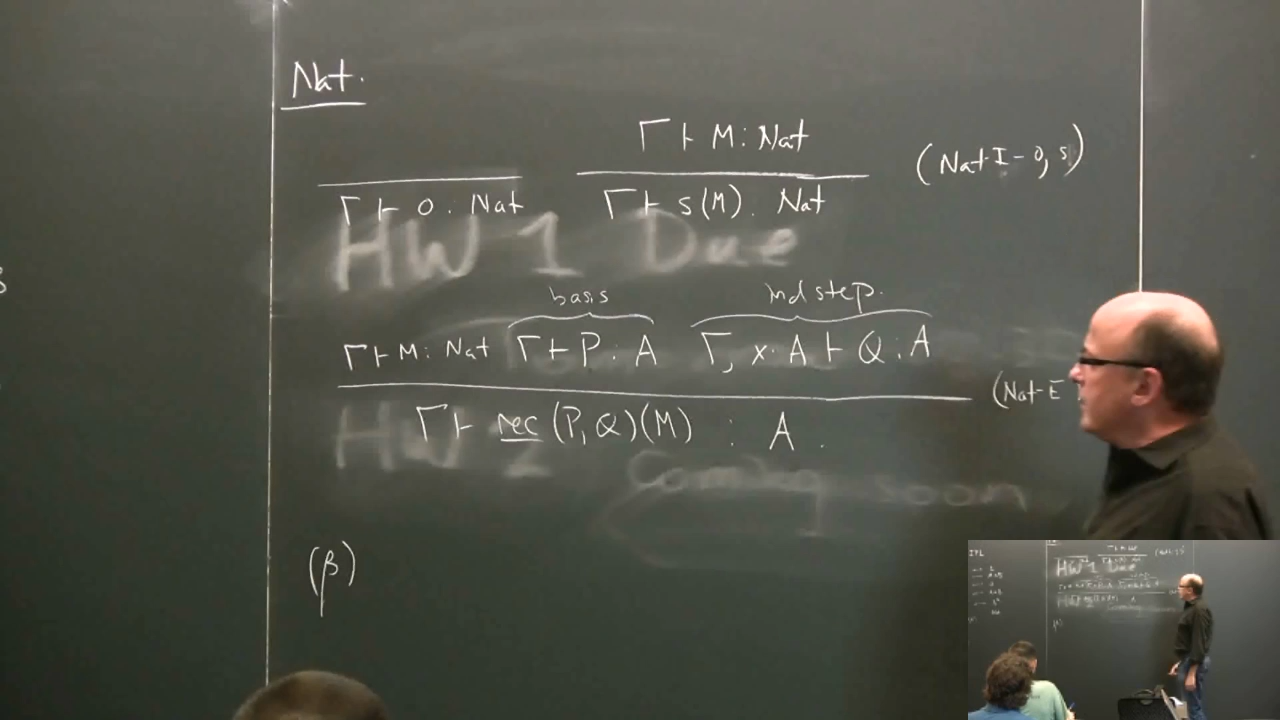 Nat.
Γ ⊢ M : Nat
Γ ⊢ 0 : Nat
Γ ⊢ s(M) : Nat
(Nat-I-0, s)
HW 1 Due
basis
ind step.
Γ ⊢ M : Nat Γ ⊢ P : A Γ, x : A ⊢ Q : A
(Nat-E
Γ ⊢ rec (P, Q)(M) : A.
HW 2 Coming soon
(β)
IPL